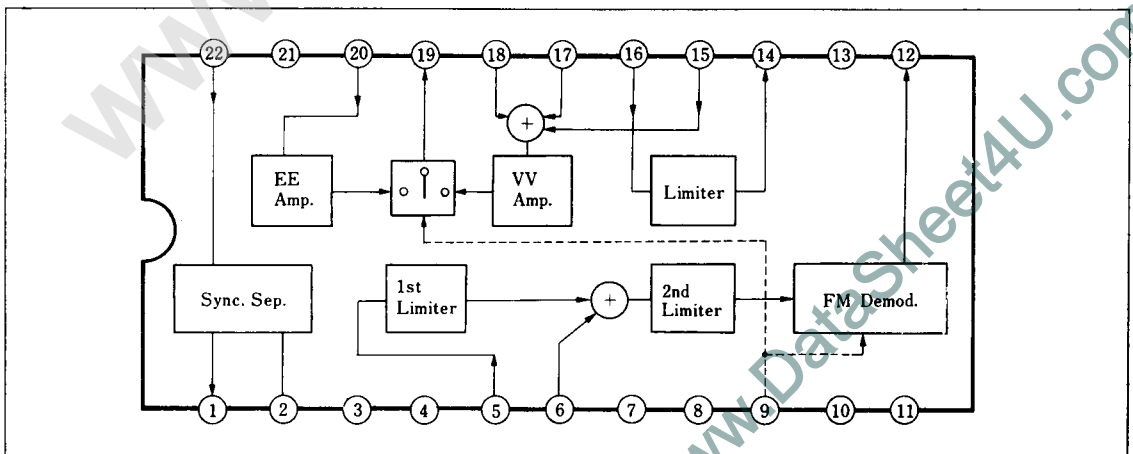 22 21 20 19 18 17 16 15 14 13 12
+
EE
Amp.
VV
Amp.
Limiter
Sync. Sep.
1st
Limiter
+
2nd
Limiter
FM Demod.
1 2 3 4 5 6 7 8 9 10 11
www.DataSheet4U.com